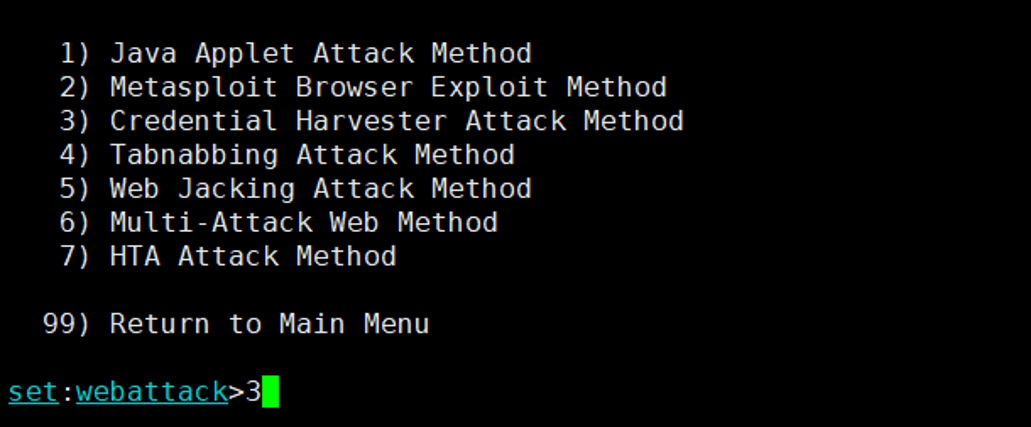 1) Java Applet Attack Method
2) Metasploit Browser Exploit Method
3) Credential Harvester Attack Method
4) Tabnabbing Attack Method
5) Web Jacking Attack Method
6) Multi-Attack Web Method
7) HTA Attack Method
99) Return to Main Menu
set:webattack>3